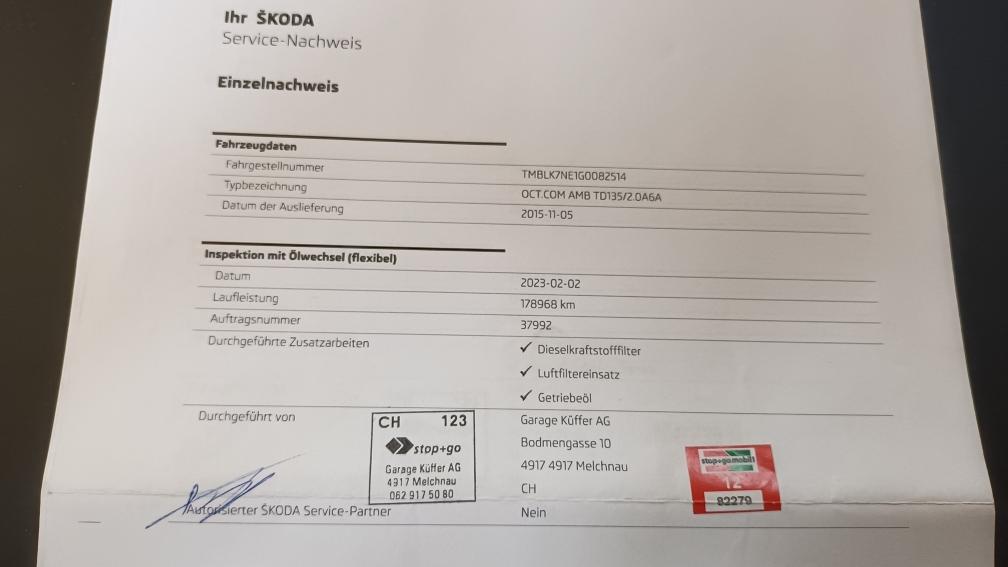 Ihr ŠKODA
Service-Nachweis
Einzelnachweis
Fahrzeugdaten
Fahrgestellnummer TMBLK7NE1G0082514
Typbezeichnung OCT.COM AMB TD135/2.0A6A
Datum der Auslieferung 2015-11-05
Inspektion mit Ölwechsel (flexibel)
Datum 2023-02-02
Laufleistung 178968 km
Auftragsnummer 37992
Durchgeführte Zusatzarbeiten ✓ Dieselkraftstofffilter
✓ Luftfiltereinsatz
✓ Getriebeöl
Durchgeführt von Garage Küffer AG
Bodmengasse 10
4917 4917 Melchnau
CH
Autorisierter ŠKODA Service-Partner Nein
CH 123
stop+go
Garage Küffer AG
4917 Melchnau
062 917 50 80
stop+go mobil
12
82279